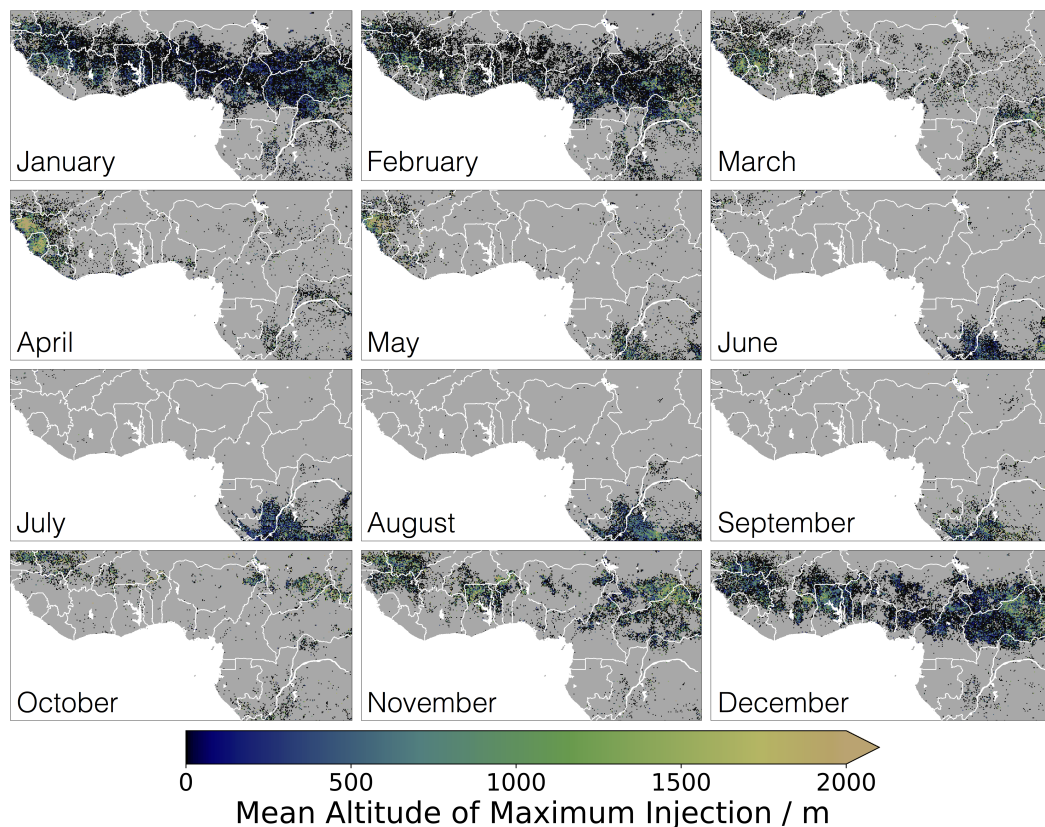 January
February
March
April
May
June
July
August
September
October
November
December
0
500
1000
1500
2000
Mean Altitude of Maximum Injection / m